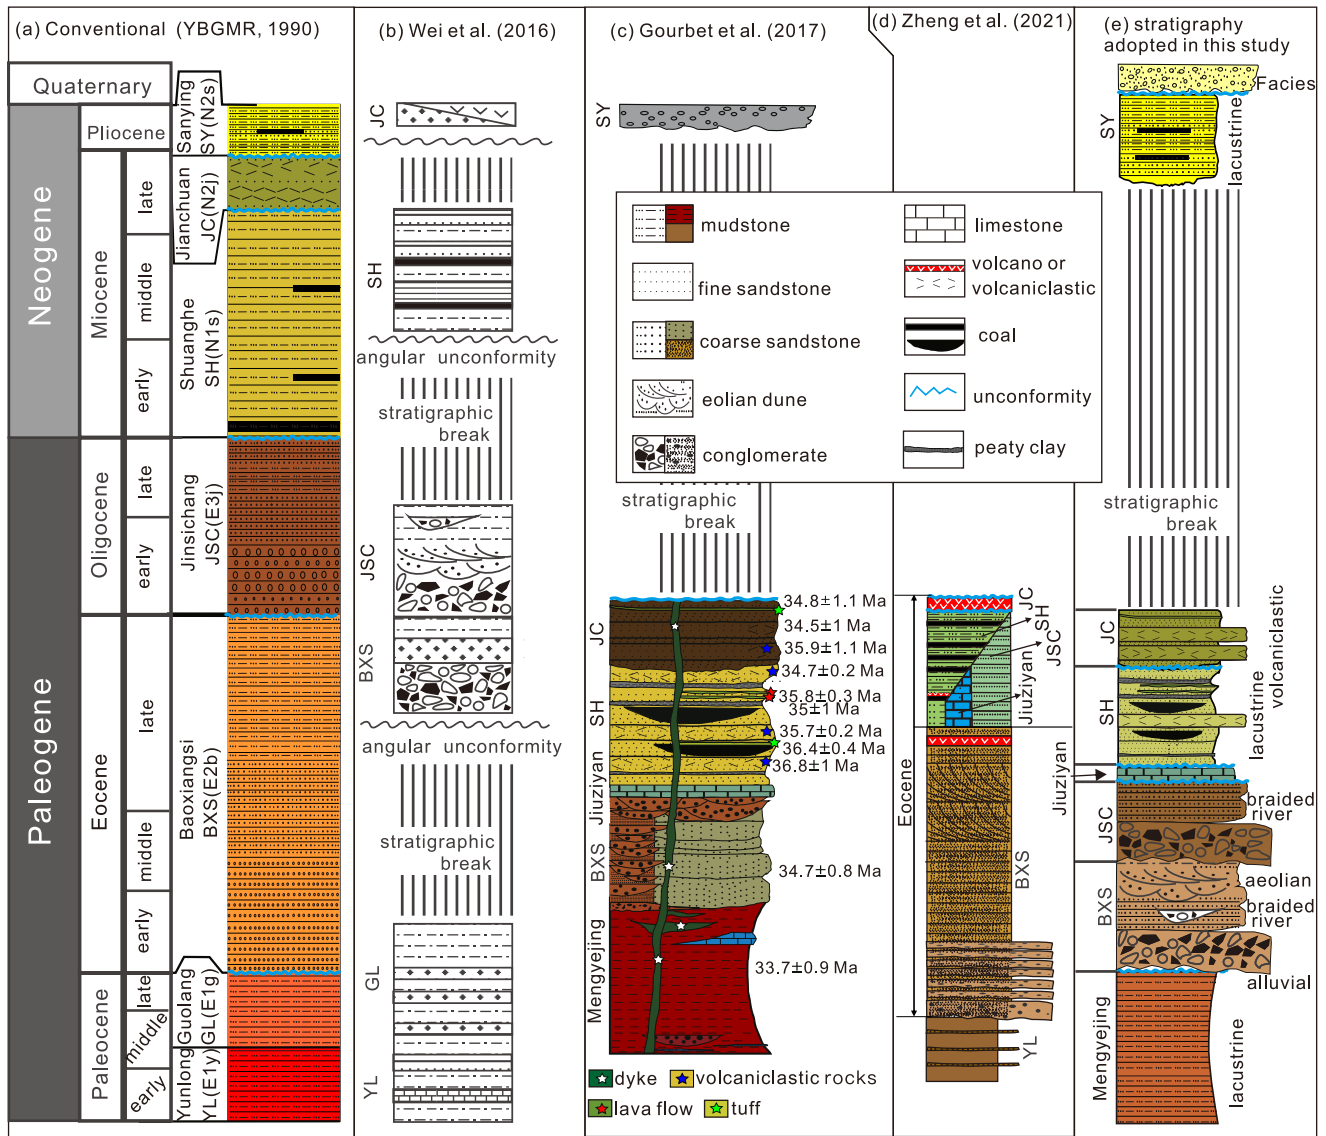 (a) Conventional (YBGMR, 1990)
Quaternary
Neogene
Paleogene
Pliocene
Miocene
late
middle
early
Oligocene
late
early
Eocene
late
middle
early
Paleocene
late
middle
early
Sanying
SY(N2s)
Jianchuan
JC(N2j)
Shuanghe
SH(N1s)
Jinsichang
JSC(E3j)
Baoxiangsi
BXS(E2b)
Guolang
GL(E1g)
Yunlong
YL(E1y)
(b) Wei et al. (2016)
JC
SH
angular unconformity
stratigraphic
break
JSC
BXS
angular unconformity
stratigraphic
break
GL
YL
(c) Gourbet et al. (2017)
SY
mudstone
fine sandstone
coarse sandstone
eolian dune
conglomerate
limestone
volcano or
volcaniclastic
coal
unconformity
peaty clay
stratigraphic
break
JC
SH
Jiuziyan
BXS
Mengyejing
34.8±1.1 Ma
34.5±1 Ma
35.9±1.1 Ma
34.7±0.2 Ma
35.8±0.3 Ma
35±1 Ma
35.7±0.2 Ma
36.4±0.4 Ma
36.8±1 Ma
34.7±0.8 Ma
33.7±0.9 Ma
dyke
volcaniclastic rocks
lava flow
tuff
(d) Zheng et al. (2021)
Eocene
JC
SH
JSC
Jiuziyan
BXS
YL
(e) stratigraphy
adopted in this study
Facies
SY
lacustrine
stratigraphic
break
JC
SH
Jiuziyan
JSC
BXS
Mengyejing
lacustrine
volcaniclastic
braided
river
aeolian
braided
river
alluvial
lacustrine